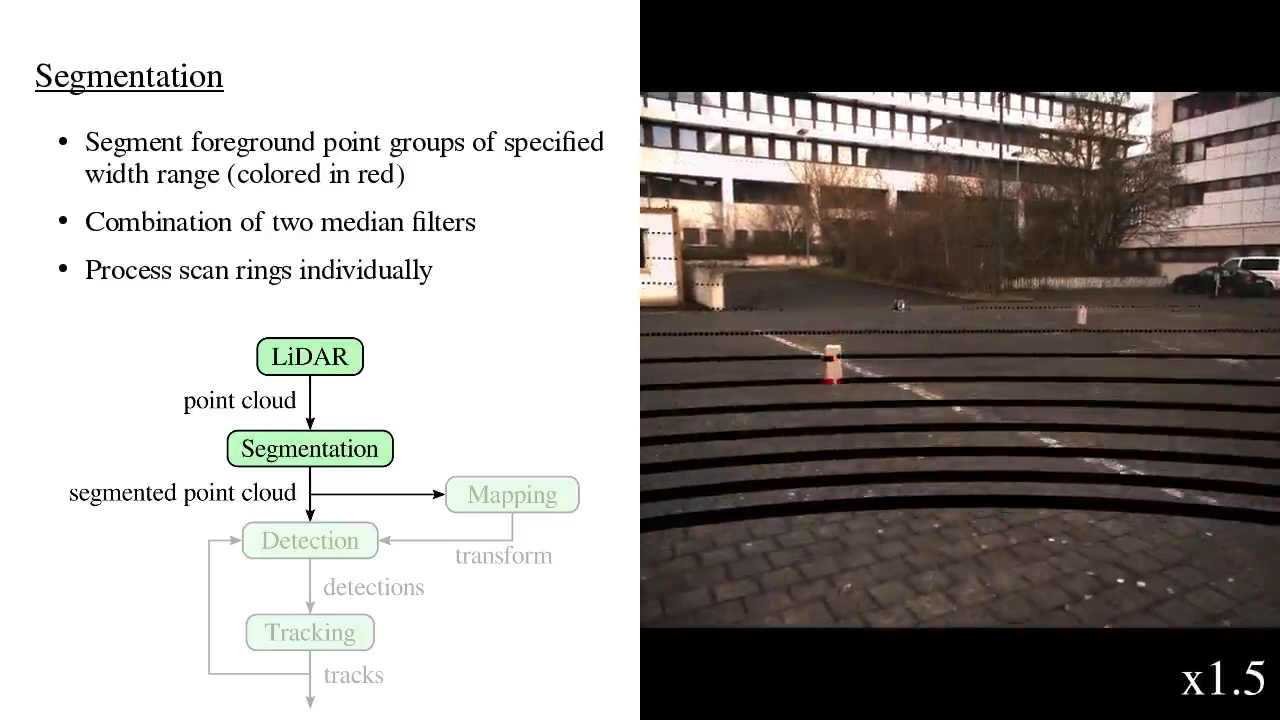 Segmentation
• Segment foreground point groups of specified
width range (colored in red)
• Combination of two median filters
• Process scan rings individually
LiDAR
point cloud
Segmentation
segmented point cloud
Mapping
Detection
transform
detections
Tracking
tracks
x1.5